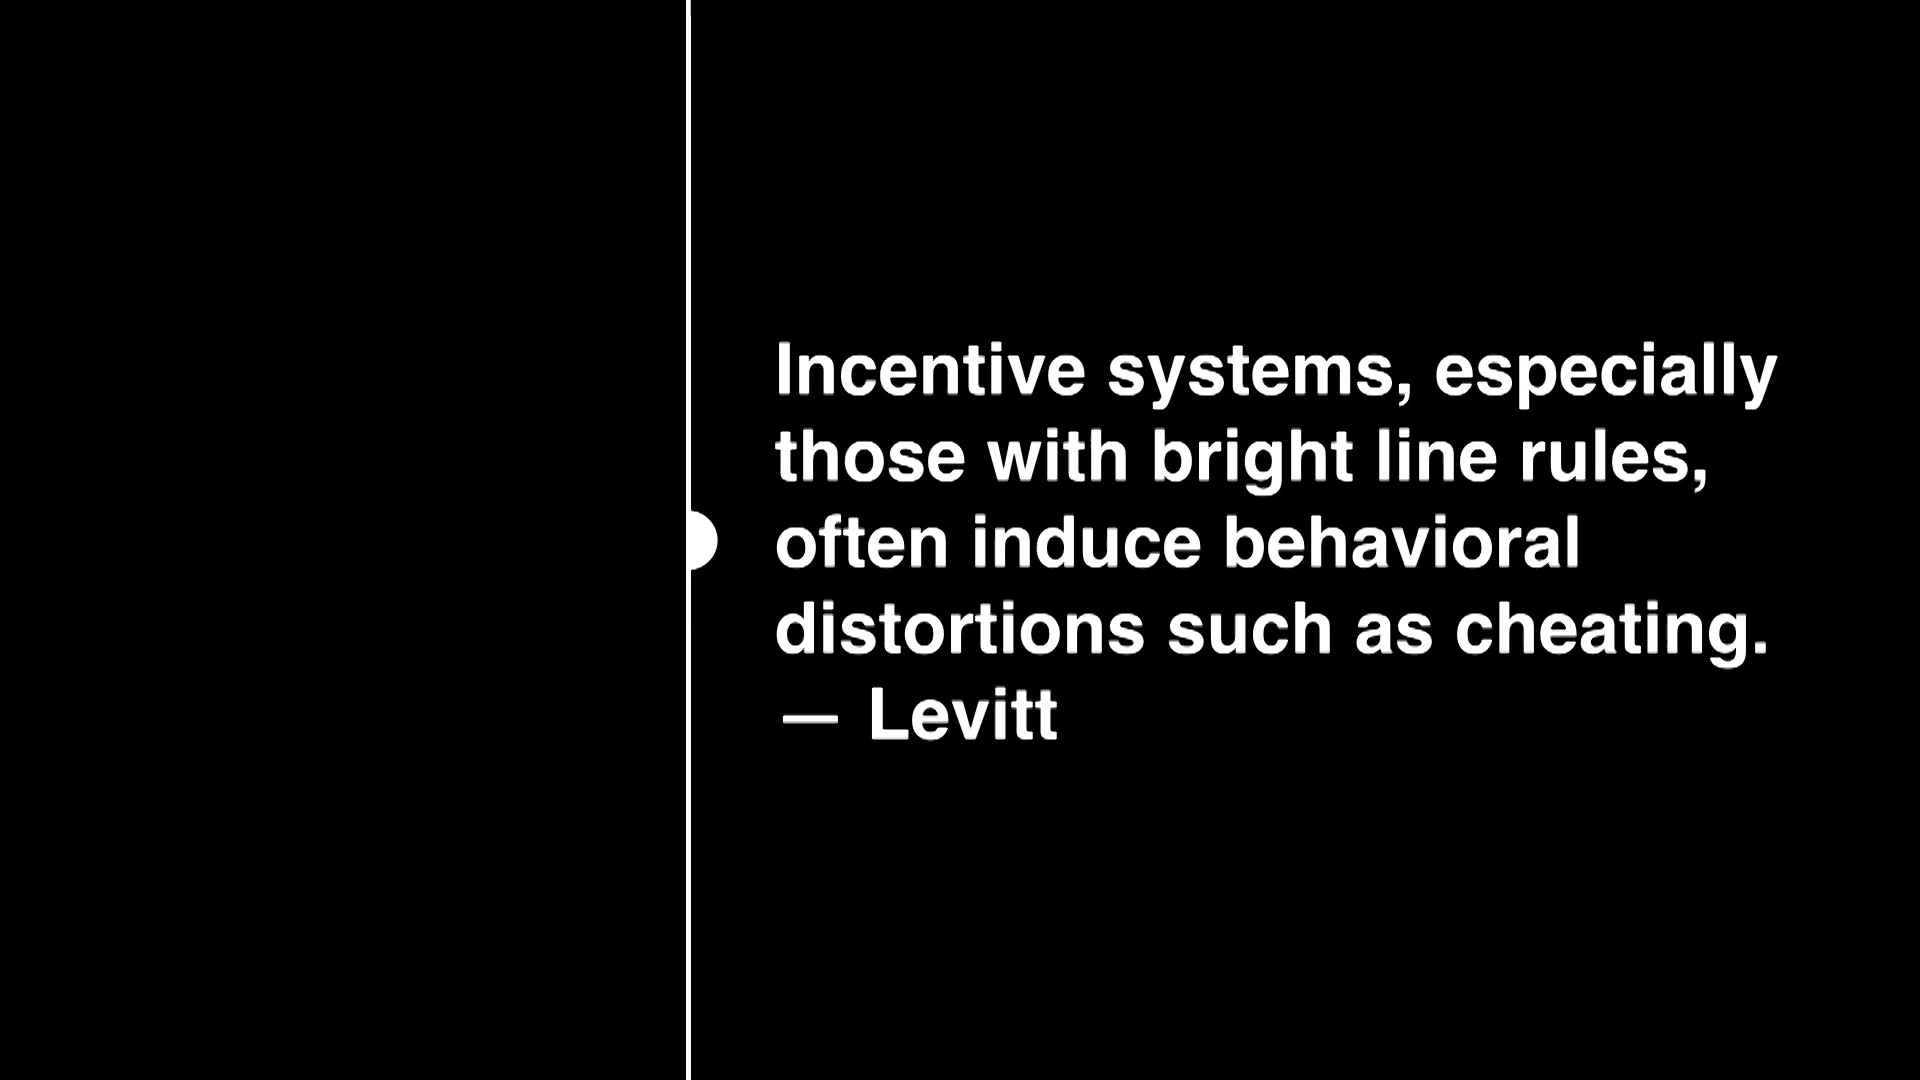 Incentive systems, especially
those with bright line rules,
often induce behavioral
distortions such as cheating.
— Levitt